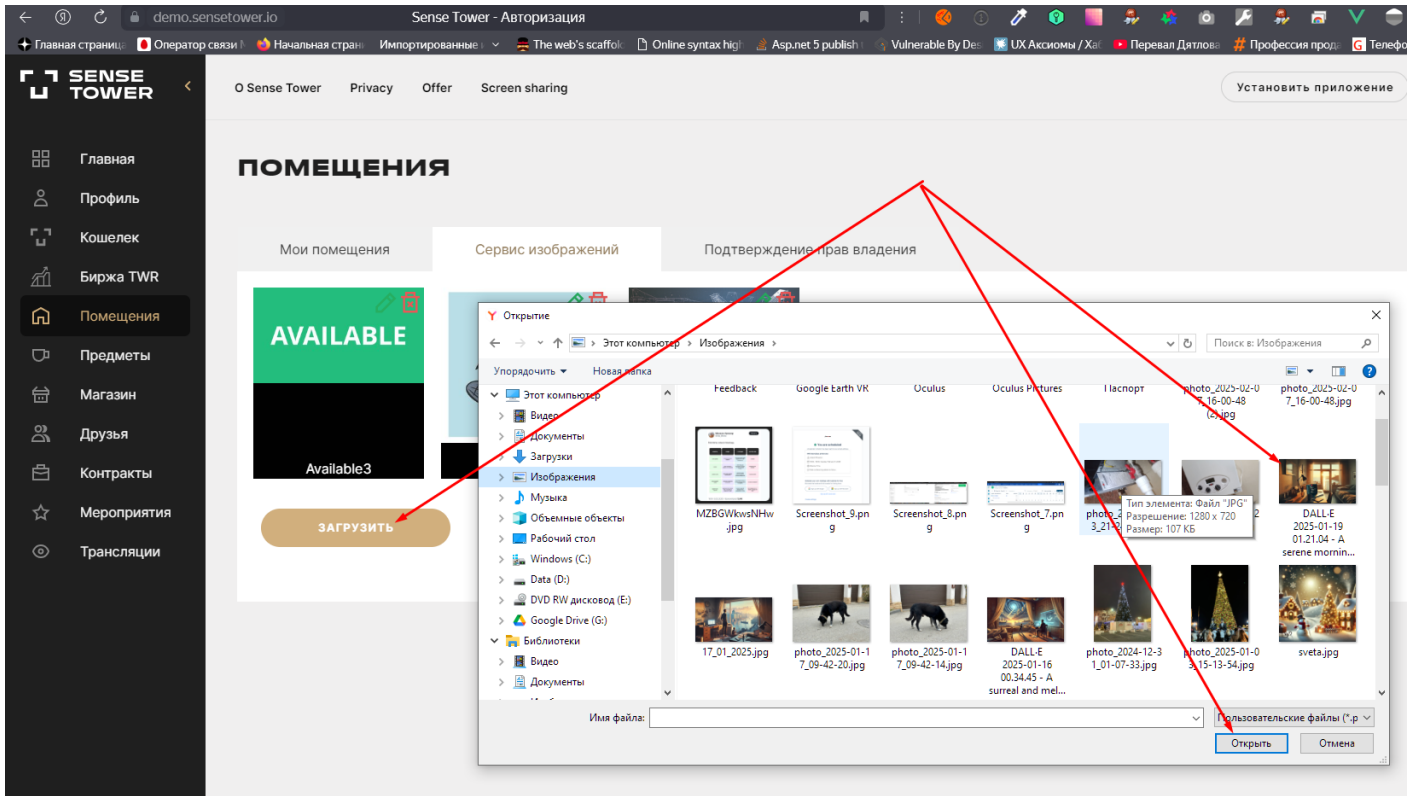 demo.sensetower.io
Sense Tower - Авторизация
Главная страниц
Оператор связи
Начальная стран
Импортированные
The web's scaffol
Online syntax higl
Asp.net 5 publish
Vulnerable By Des
UX Аксиомы / Ха
Перевал Дятлова
Профессия прод
Телефо
SENSE
TOWER
О Sense Tower
Privacy
Offer
Screen sharing
Установить приложение
Главная
Профиль
Кошелек
Биржа TWR
Помещения
Предметы
Магазин
Друзья
Контракты
Мероприятия
Трансляции
ПОМЕЩЕНИЯ
Мои помещения
Сервис изображений
Подтверждение прав владения
AVAILABLE
Available3
ЗАГРУЗИТЬ
Открытие
Этот компьютер
Изображения
Поиск в: Изображения
Упорядочить
Новая папка
Этот компьютер
Видео
Документы
Загрузки
Изображения
Музыка
Объемные объекты
Рабочий стол
Windows (C:)
Data (D:)
DVD RW дисковод (E:)
Google Drive (G:)
Библиотеки
Видео
Документы
Feedback
Google Earth VR
Oculus
Oculus Pictures
Паспорт
photo_2025-02-0
7_16-00-48
(2).jpg
photo_2025-02-0
7_16-00-48.jpg
MZBGWkwsNHw
.jpg
Screenshot_9.pn
g
Screenshot_8.pn
g
Screenshot_7.pn
g
Тип элемента: Файл "JPG"
Разрешение: 1280 x 720
Размер: 107 КБ
DALL·E
2025-01-19
01.21.04 - A
serene mornin...
17_01_2025.jpg
photo_2025-01-1
7_09-42-20.jpg
photo_2025-01-1
7_09-42-14.jpg
DALL·E
2025-01-16
00.34.45 - A
surreal and mel...
photo_2024-12-3
1_01-07-33.jpg
photo_2025-01-0
3_15-13-54.jpg
sveta.jpg
Имя файла:
Пользовательские файлы (*.p
Открыть
Отмена